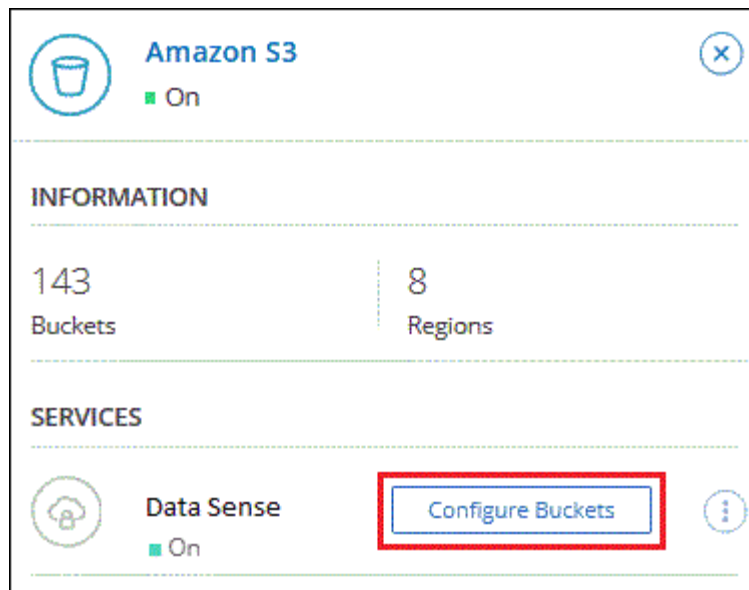 Amazon S3
On
INFORMATION
143
Buckets
8
Regions
SERVICES
Data Sense
Configure Buckets
On